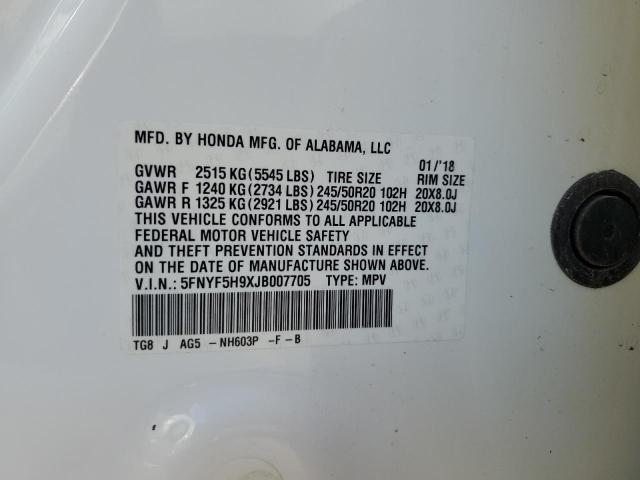 MFD. BY HONDA MFG. OF ALABAMA, LLC
GVWR 2515 KG (5545 LBS) TIRE SIZE 01/'18 RIM SIZE
GAWR F 1240 KG (2734 LBS) 245/50R20 102H 20X8.0J
GAWR R 1325 KG (2921 LBS) 245/50R20 102H 20X8.0J
THIS VEHICLE CONFORMS TO ALL APPLICABLE
FEDERAL MOTOR VEHICLE SAFETY
AND THEFT PREVENTION STANDARDS IN EFFECT
ON THE DATE OF MANUFACTURE SHOWN ABOVE.
V.I.N.: 5FNYF5H9XJB007705 TYPE: MPV
TG8 J AG5 -NH603P -F-B